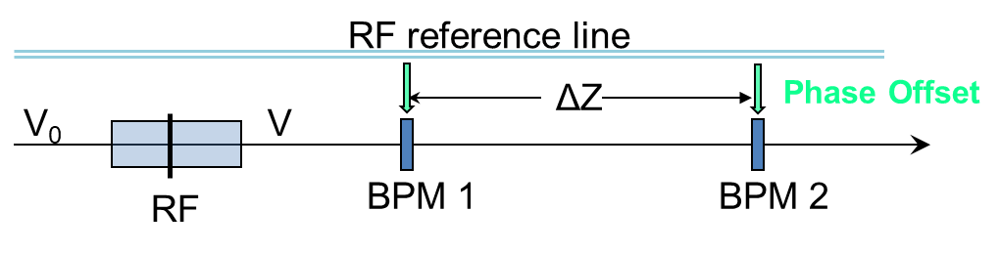 RF reference line
ΔZ
Phase Offset
V₀
V
RF
BPM 1
BPM 2